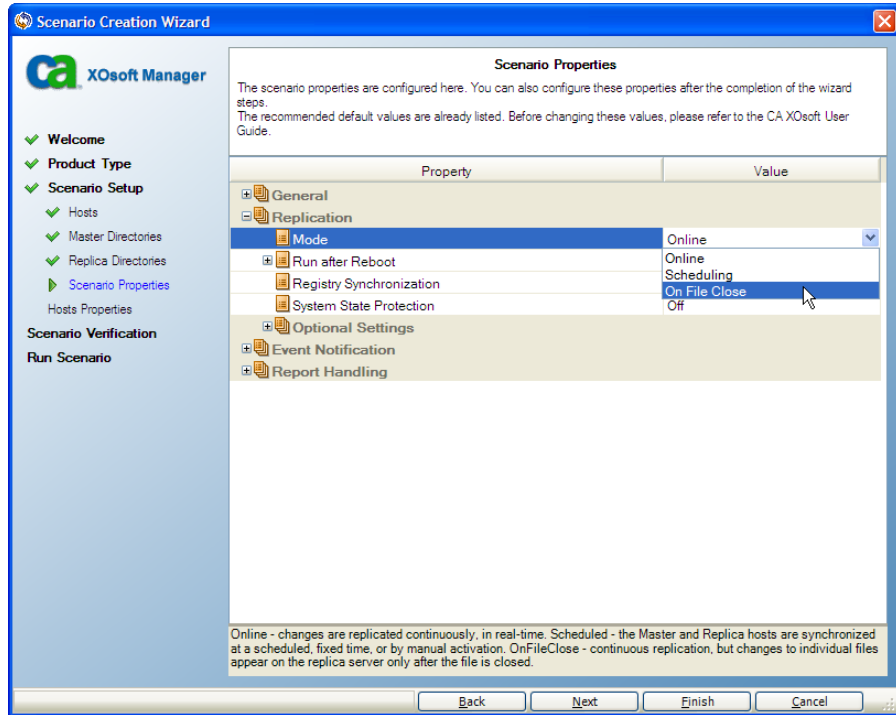 Scenario Creation Wizard
ca
XOsoft Manager
Welcome
Product Type
Scenario Setup
Hosts
Master Directories
Replica Directories
Scenario Properties
Hosts Properties
Scenario Verification
Run Scenario
Scenario Properties
The scenario properties are configured here. You can also configure these properties after the completion of the wizard
steps.
The recommended default values are already listed. Before changing these values, please refer to the CA XOsoft User
Guide.
Property Value
General
Replication
Mode Online
Online
Run after Reboot
Scheduling
Registry Synchronization
On File Close
System State Protection
Off
Optional Settings
Event Notification
Report Handling
Online - changes are replicated continuously, in real-time. Scheduled - the Master and Replica hosts are synchronized
at a scheduled, fixed time, or by manual activation. OnFileClose - continuous replication, but changes to individual files
appear on the replica server only after the file is closed.
Back Next Finish Cancel